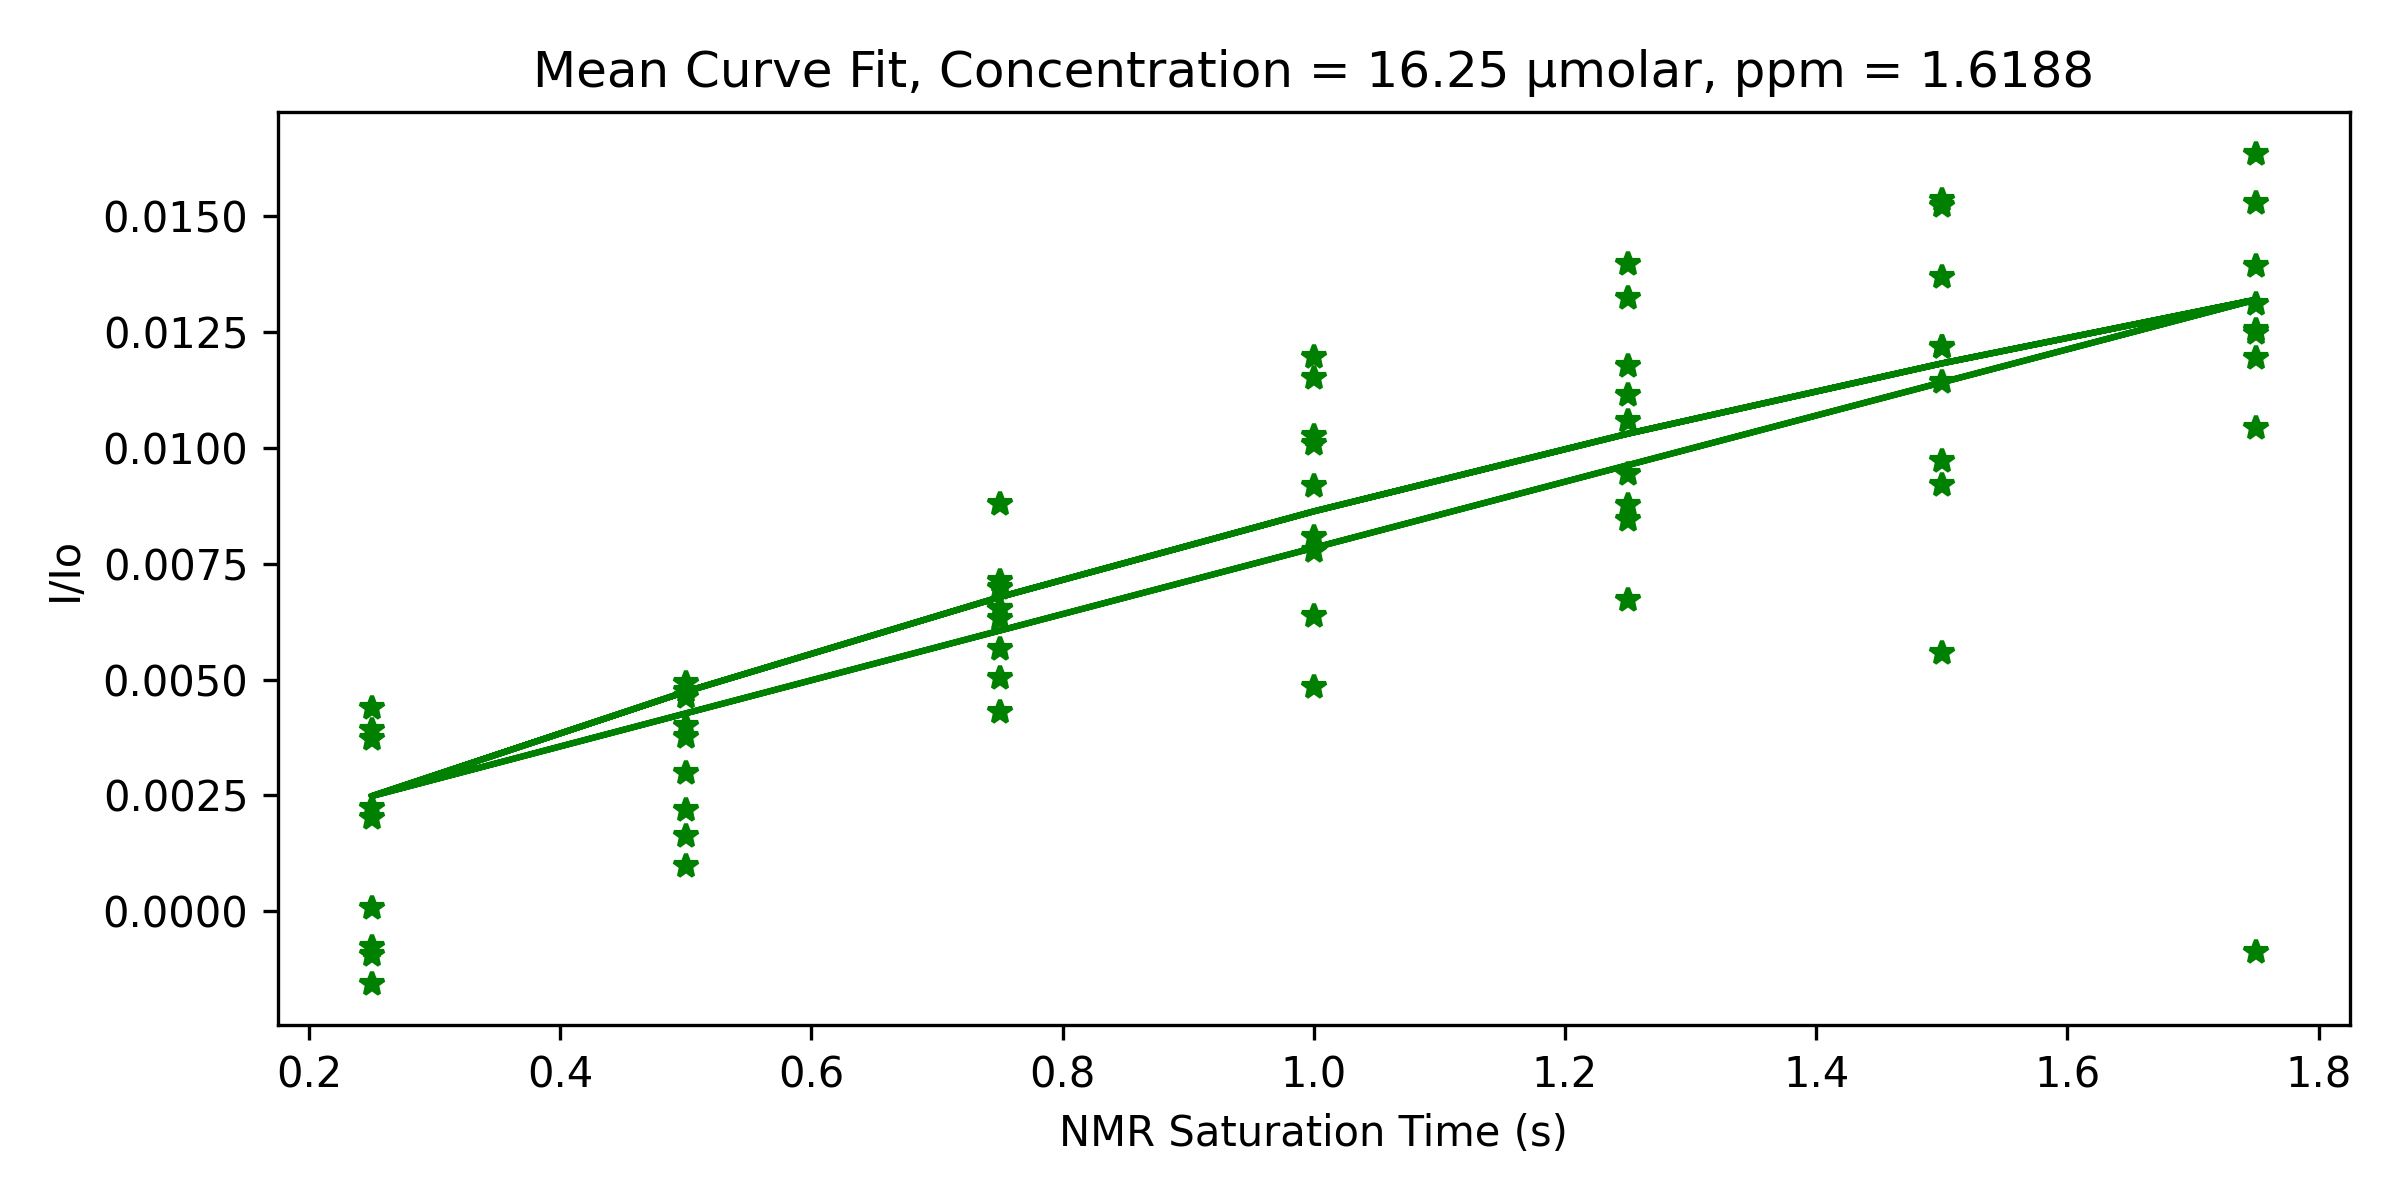 Mean Curve Fit, Concentration = 16.25 µmolar, ppm = 1.6188
I/Io
0.0150
0.0125
0.0100
0.0075
0.0050
0.0025
0.0000
0.2 0.4 0.6 0.8 1.0 1.2 1.4 1.6 1.8
NMR Saturation Time (s)